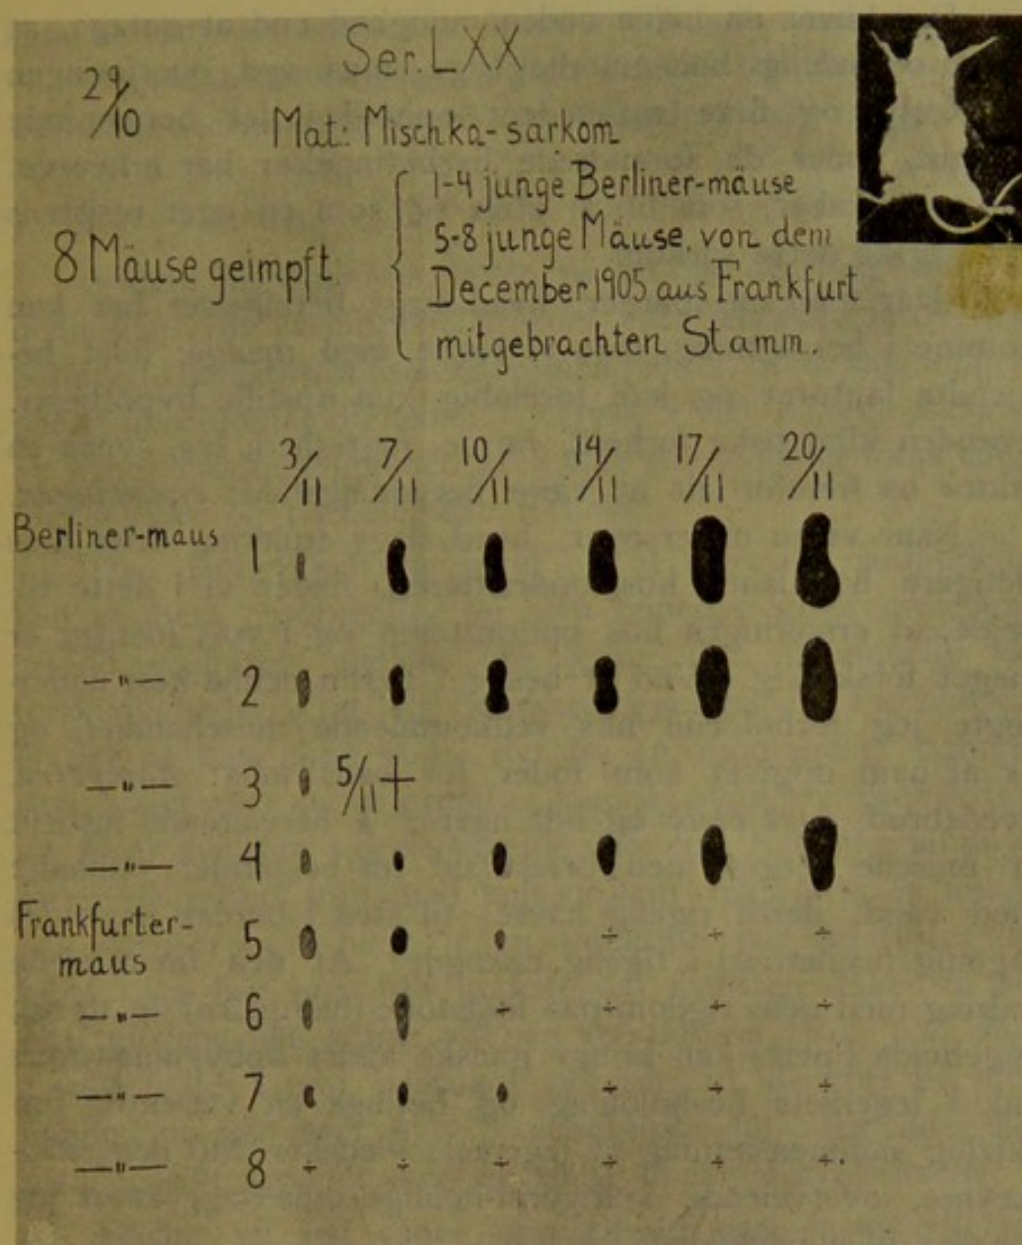 Ser. LXX
29/10
Mat: Mischka-sarkom
8 Mäuse geimpft
1-4 junge Berliner-mäuse
5-8 junge Mäuse, von dem
December 1905 aus Frankfurt
mitgebrachten Stamm.
3/11 7/11 10/11 14/11 17/11 20/11
Berliner-maus 1
—"— 2
—"— 3 5/11 +
—"— 4
Frankfurter-
maus 5 ÷ ÷ ÷
—"— 6 ÷ ÷ ÷ ÷
—"— 7 ÷ ÷ ÷
—"— 8 ÷ ÷ ÷ ÷ ÷ ÷